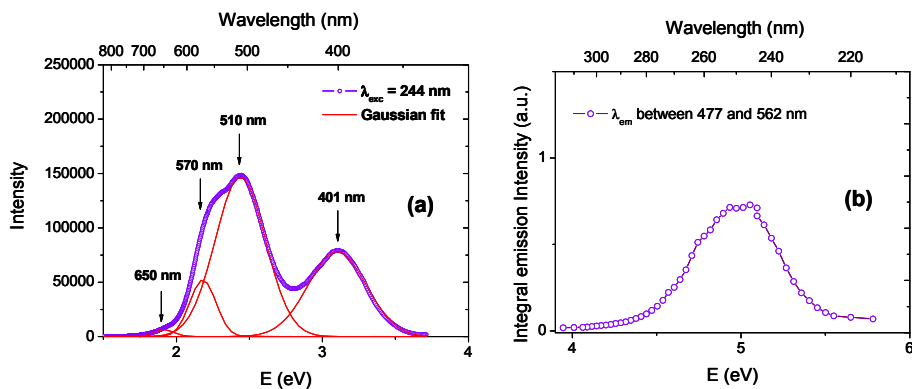 Wavelength (nm)
800 700 600 500 400
250000
200000
150000
100000
50000
0
Intensity
λexc = 244 nm
Gaussian fit
510 nm
570 nm
401 nm
650 nm
(a)
2 3 4
E (eV)
Wavelength (nm)
300 280 260 240 220
Integral emission Intensity (a.u.)
1
0
λem between 477 and 562 nm
(b)
4 5 6
E (eV)